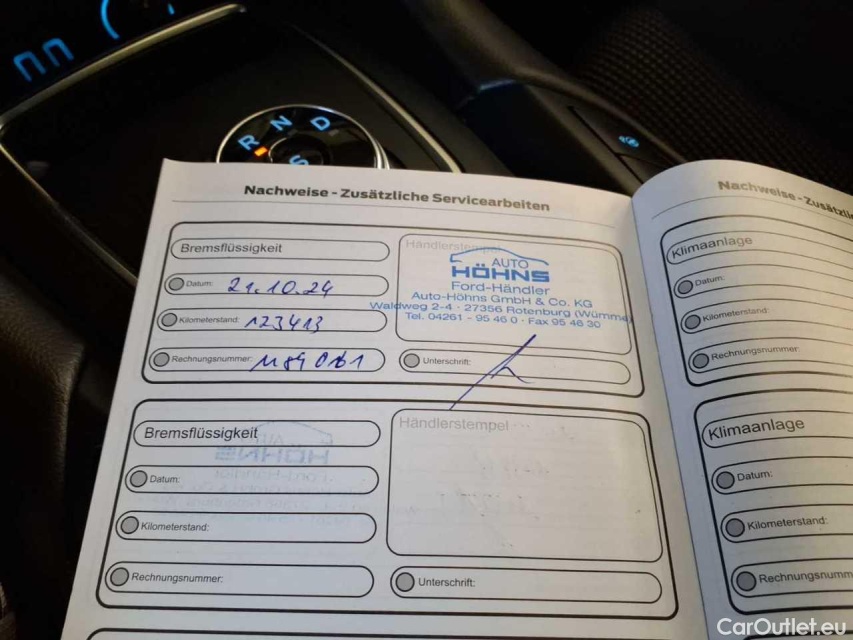 R N D
S
Nachweise - Zusätzliche Servicearbeiten
Bremsflüssigkeit
Datum: 21.10.24
Kilometerstand: 123413
Rechnungsnummer:
Händlerstempel
AUTO
HÖHNS
Ford-Händler
Auto-Höhns GmbH & Co. KG
Waldweg 2-4 · 27356 Rotenburg (Wümme)
Tel. 04261 - 95 46 0 · Fax 95 46 30
Unterschrift:
Bremsflüssigkeit
Datum:
Kilometerstand:
Rechnungsnummer:
Händlerstempel
Unterschrift:
Nachweise - Zusätzli
Klimaanlage
Datum:
Kilometerstand:
Rechnungsnummer:
Klimaanlage
Datum:
Kilometerstand:
Rechnungsnumm
CarOutlet.eu